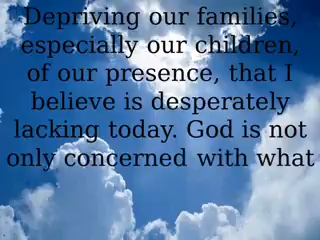 Depriving our families,
especially our children,
of our presence, that I
believe is desperately
lacking today. God is not
only concerned with what